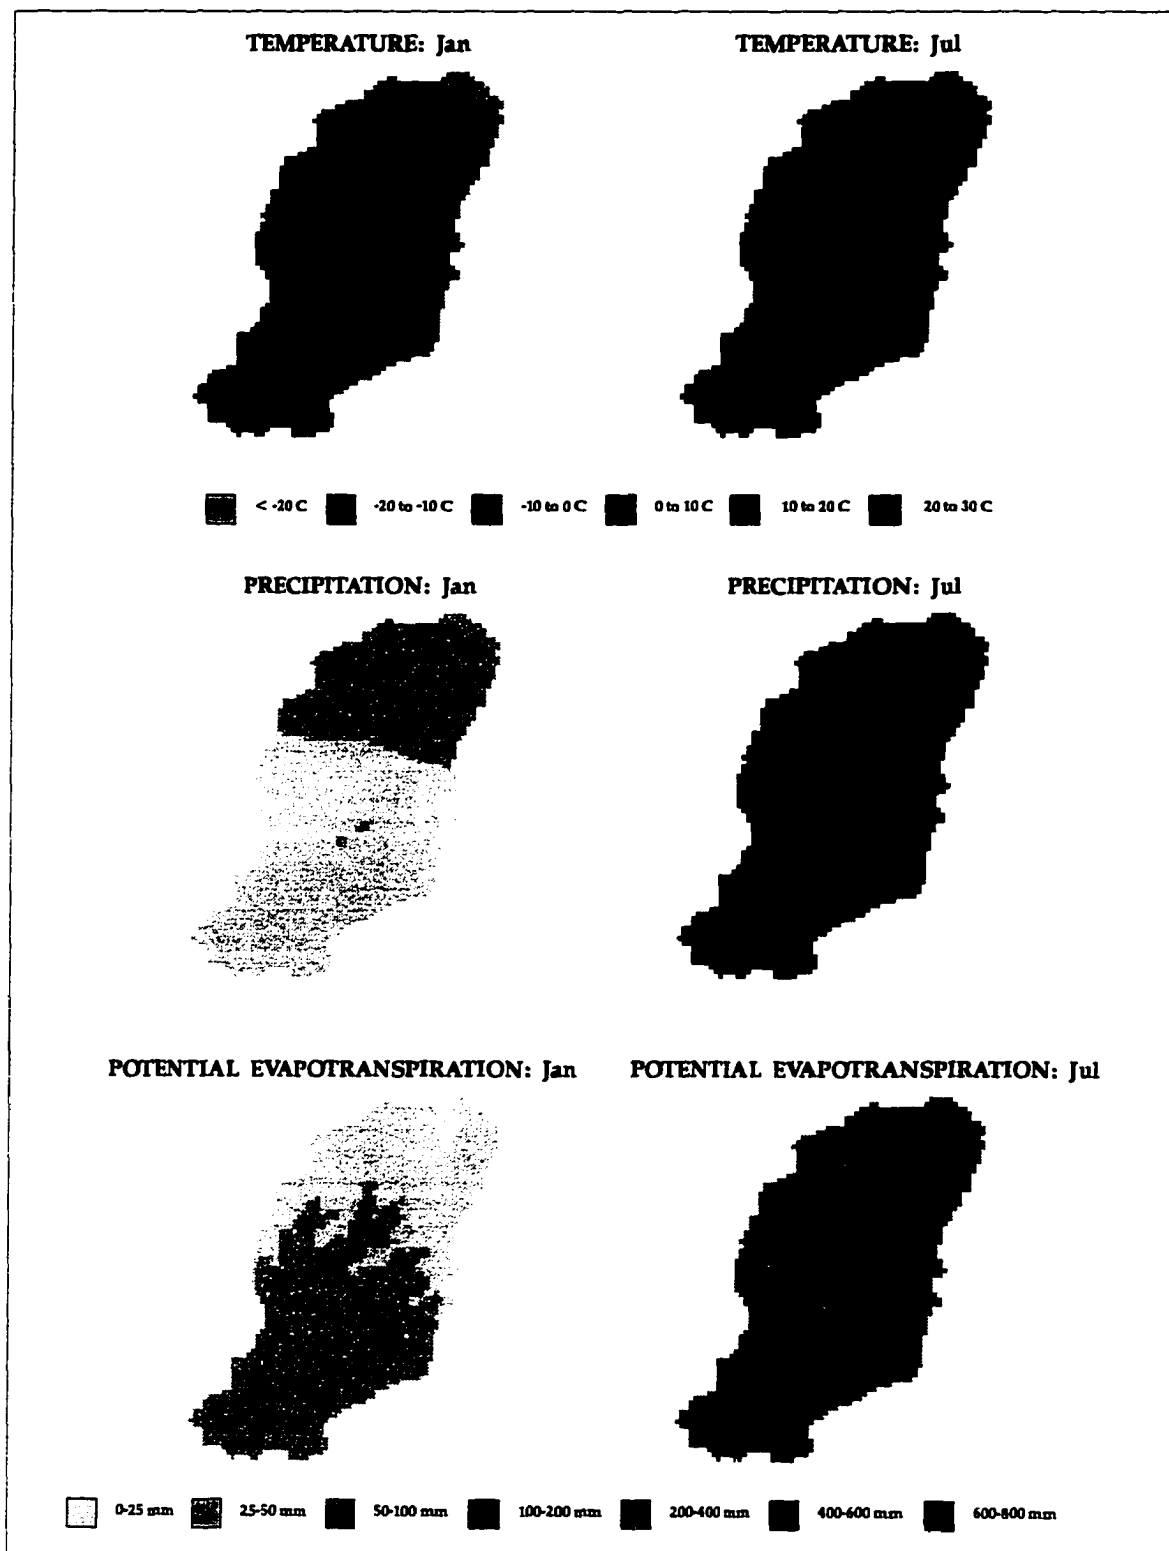 TEMPERATURE: Jan
TEMPERATURE: Jul
< -20 C
-20 to -10 C
-10 to 0 C
0 to 10 C
10 to 20 C
20 to 30 C
PRECIPITATION: Jan
PRECIPITATION: Jul
POTENTIAL EVAPOTRANSPIRATION: Jan
POTENTIAL EVAPOTRANSPIRATION: Jul
0-25 mm
25-50 mm
50-100 mm
100-200 mm
200-400 mm
400-600 mm
600-800 mm